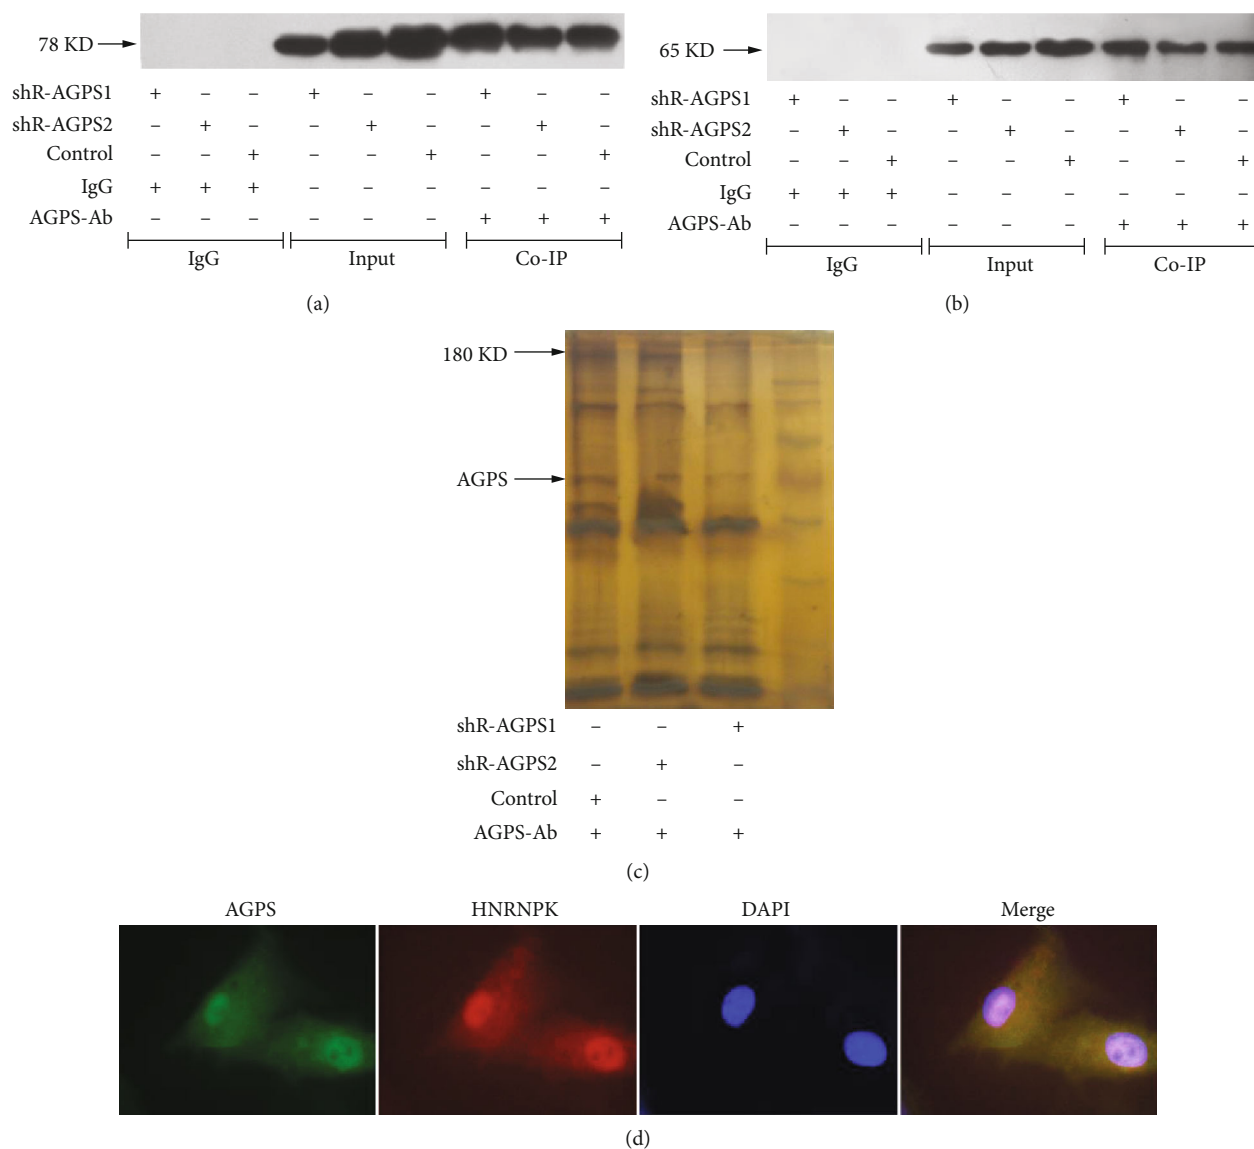 78 KD
shR-AGPS1 + – – + – – + – –
shR-AGPS2 – + – – + – – + –
Control – – + – – + – – +
IgG + + + – – – – – –
AGPS-Ab – – – – – – + + +
IgG Input Co-IP
(a)
65 KD
shR-AGPS1 + – – + – – + – –
shR-AGPS2 – + – – + – – + –
Control – – + – – + – – +
IgG + + + – – – – – –
AGPS-Ab – – – – – – + + +
IgG Input Co-IP
(b)
180 KD
AGPS
shR-AGPS1 – – +
shR-AGPS2 – + –
Control + – –
AGPS-Ab + + +
(c)
AGPS HNRNPK DAPI Merge
(d)